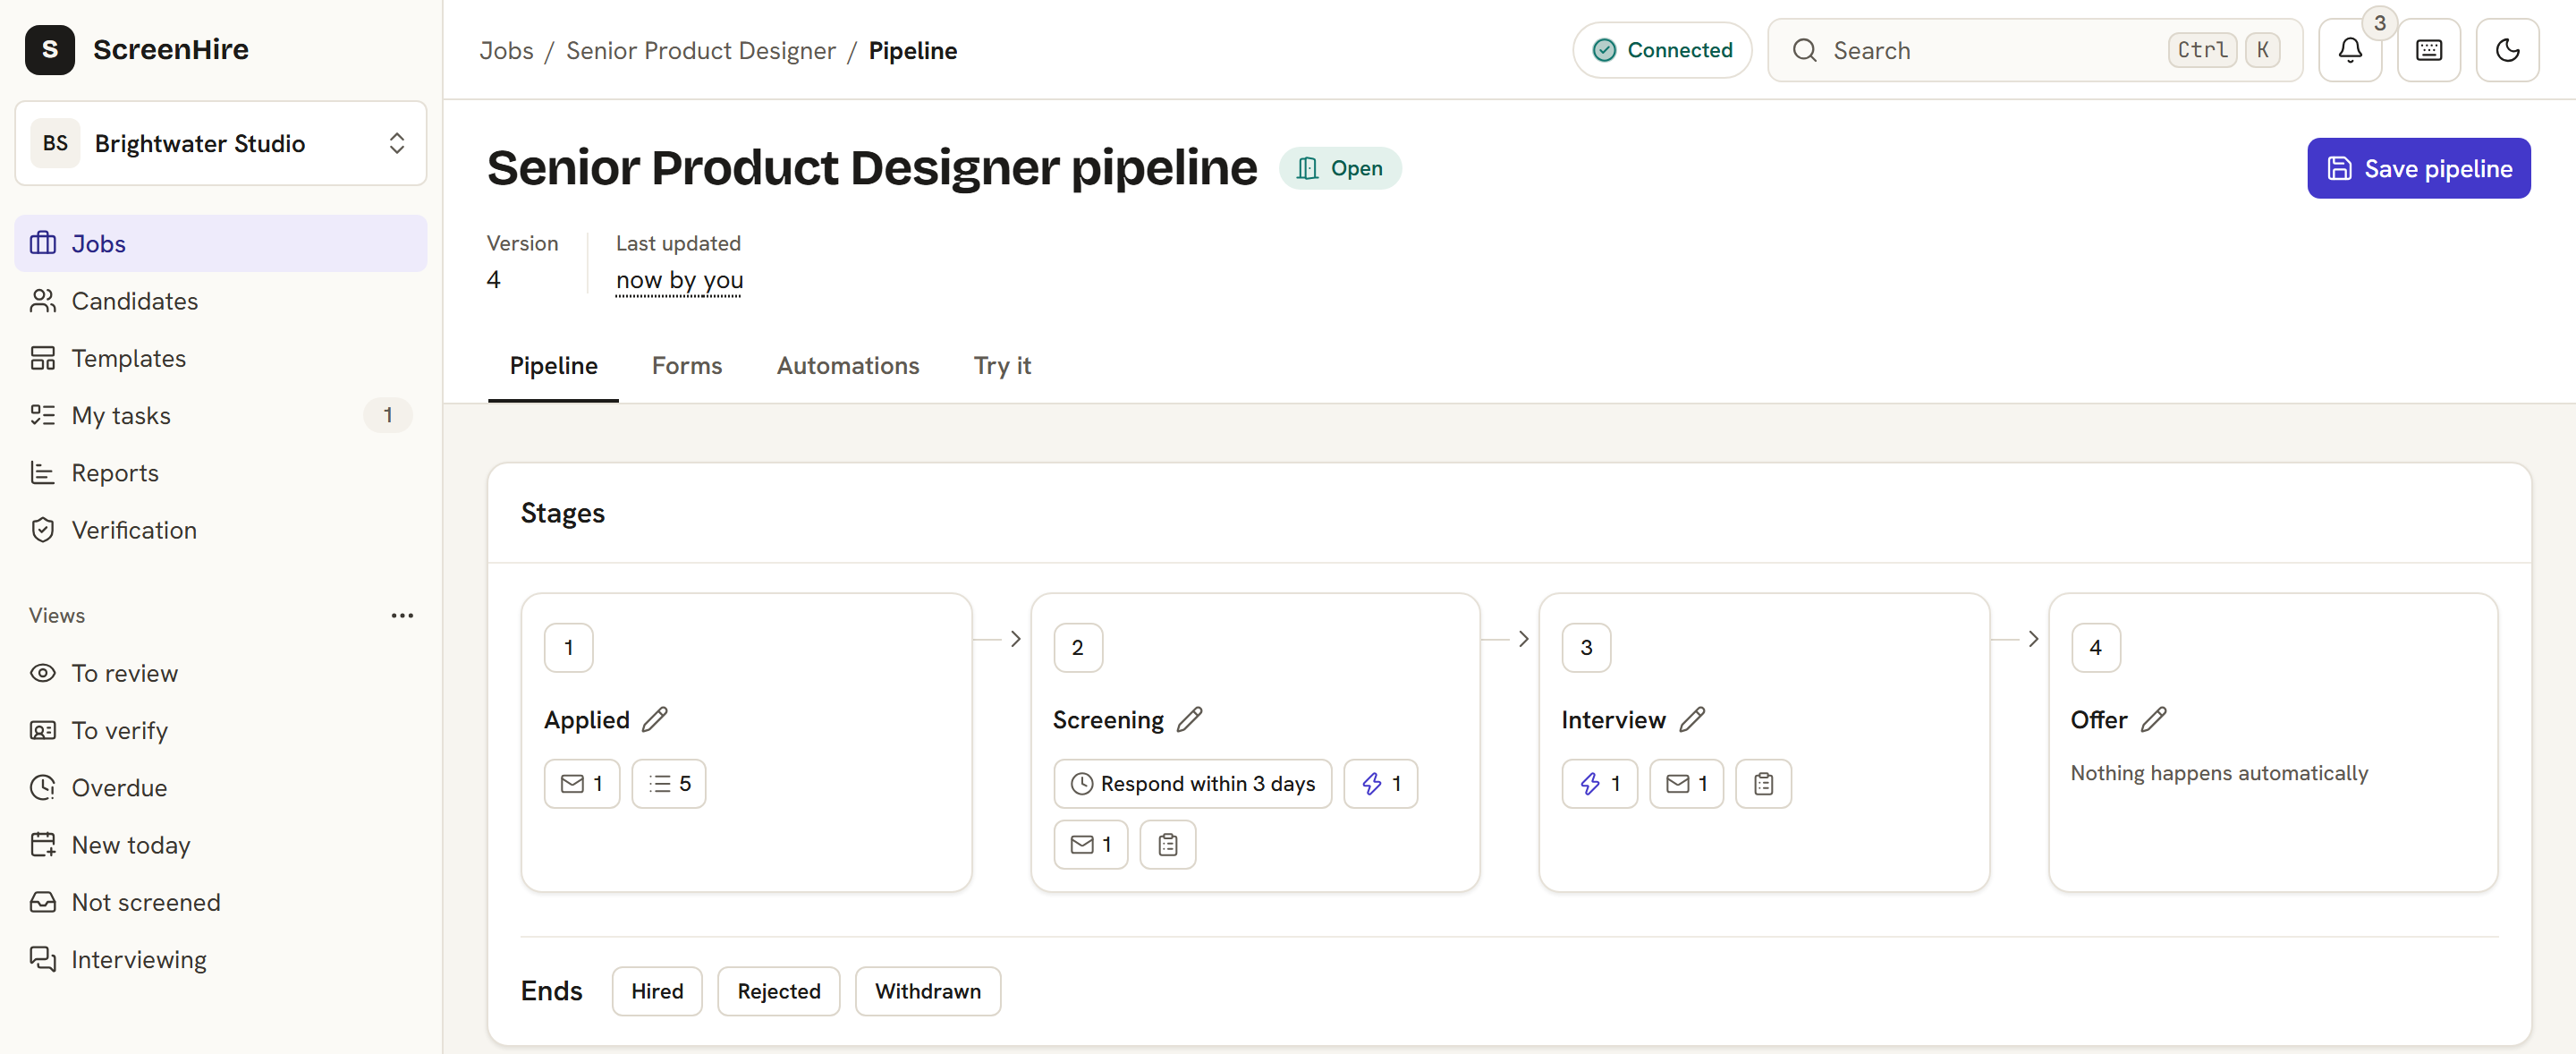 S ScreenHire
BS Brightwater Studio
Jobs
Candidates
Templates
My tasks 1
Reports
Verification
Views
To review
To verify
Overdue
New today
Not screened
Interviewing
Jobs / Senior Product Designer / Pipeline
Connected
Search Ctrl K
3
Senior Product Designer pipeline
Open
Save pipeline
Version
4
Last updated
now by you
Pipeline Forms Automations Try it
Stages
1
Applied
1 5
2
Screening
Respond within 3 days 1
1
3
Interview
1 1
4
Offer
Nothing happens automatically
Ends Hired Rejected Withdrawn